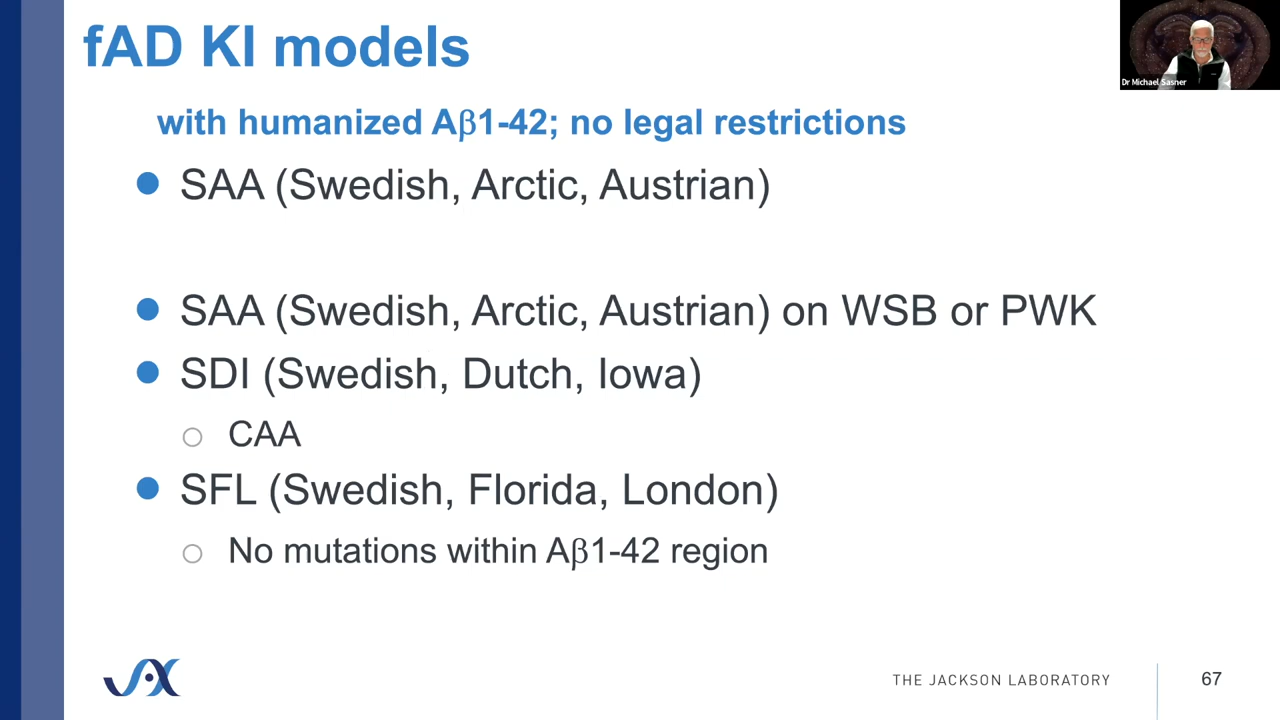 fAD KI models
Dr Michael Sasner
with humanized Aβ1-42; no legal restrictions
SAA (Swedish, Arctic, Austrian)
SAA (Swedish, Arctic, Austrian) on WSB or PWK
SDI (Swedish, Dutch, Iowa)
CAA
SFL (Swedish, Florida, London)
No mutations within Aβ1-42 region
JAX
THE JACKSON LABORATORY
67